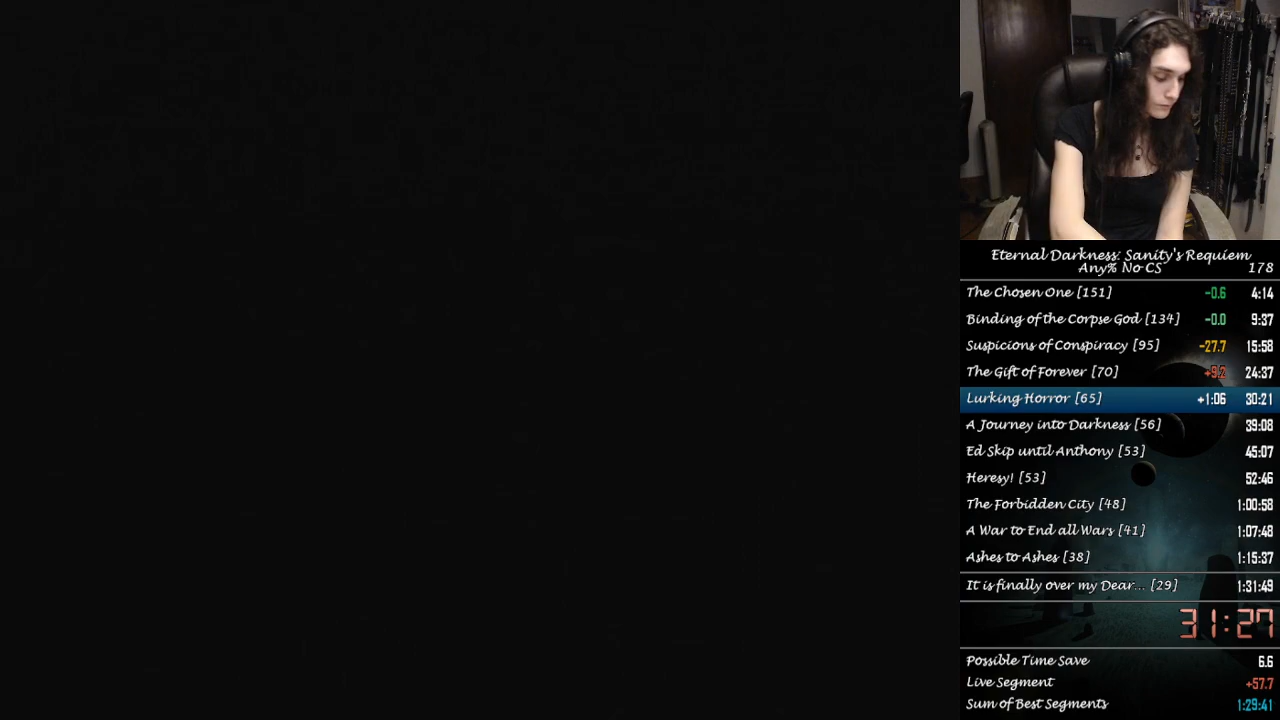 Eternal Darkness: Sanity's Requiem
Any% No CS 178
The Chosen One [151] -0.6 4:14
Binding of the Corpse God [134] -0.0 9:37
Suspicions of Conspiracy [95] -27.7 15:58
The Gift of Forever [70] +9.2 24:37
Lurking Horror [65] +1:06 30:21
A Journey into Darkness [56] 39:08
Ed Skip until Anthony [53] 45:07
Heresy! [53] 52:46
The Forbidden City [48] 1:00:58
A War to End all Wars [41] 1:07:48
Ashes to Ashes [38] 1:15:37
It is finally over my Dear... [29] 1:31:49
31:27
Possible Time Save 6.6
Live Segment +57.7
Sum of Best Segments 1:29:41